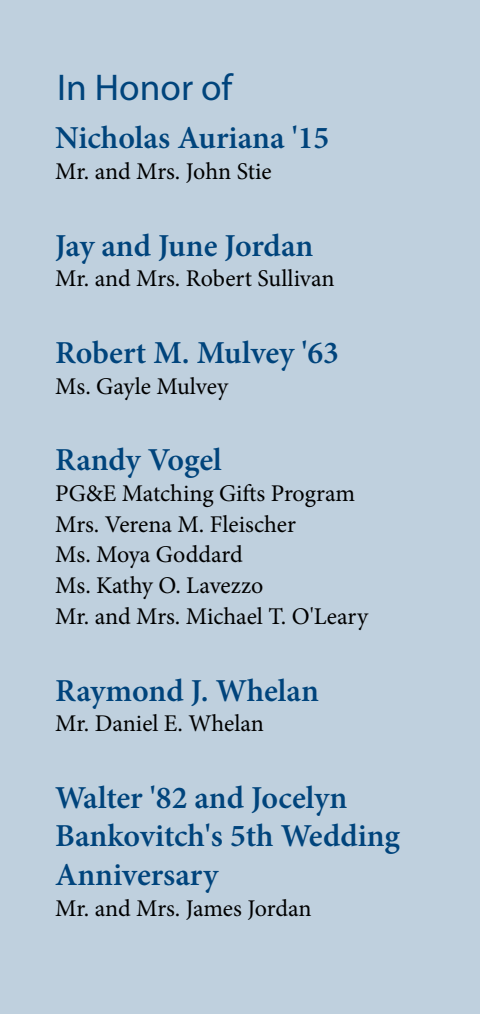 In Honor of
Nicholas Auriana '15
Mr. and Mrs. John Stie
Jay and June Jordan
Mr. and Mrs. Robert Sullivan
Robert M. Mulvey '63
Ms. Gayle Mulvey
Randy Vogel
PG&E Matching Gifts Program
Mrs. Verena M. Fleischer
Ms. Moya Goddard
Ms. Kathy O. Lavezzo
Mr. and Mrs. Michael T. O'Leary
Raymond J. Whelan
Mr. Daniel E. Whelan
Walter '82 and Jocelyn
Bankovitch's 5th Wedding
Anniversary
Mr. and Mrs. James Jordan